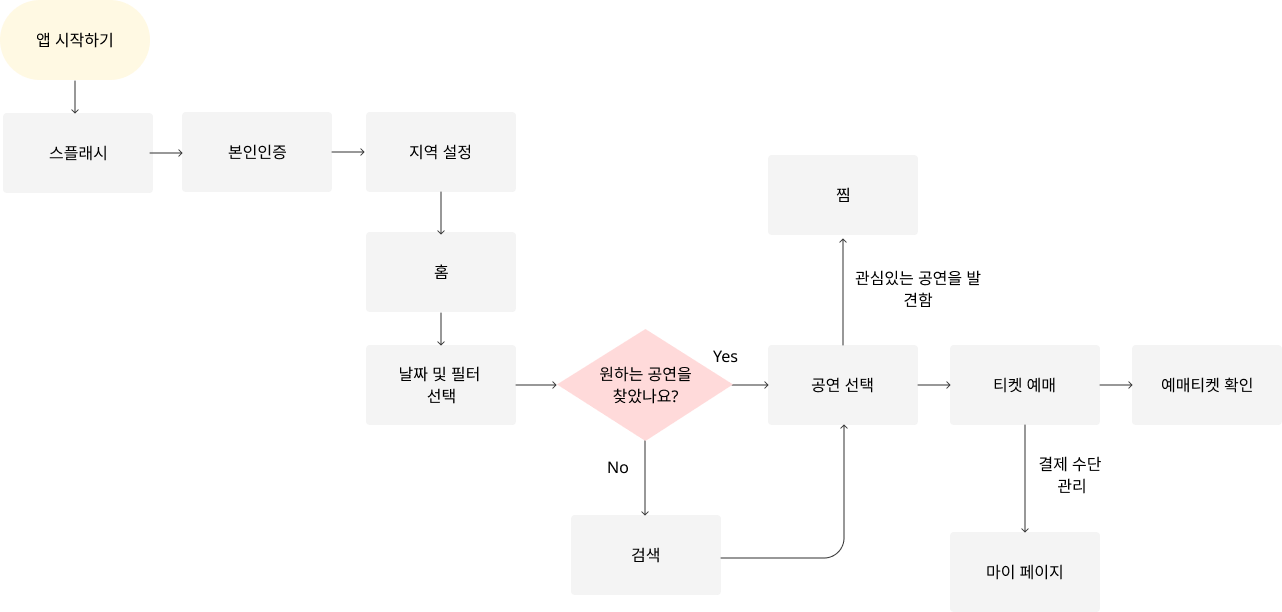 앱 시작하기
스플래시
본인인증
지역 설정
찜
홈
관심있는 공연을 발
견함
날짜 및 필터
선택
원하는 공연을
찾았나요?
Yes
공연 선택
티켓 예매
예매티켓 확인
No
결제 수단
관리
검색
마이 페이지